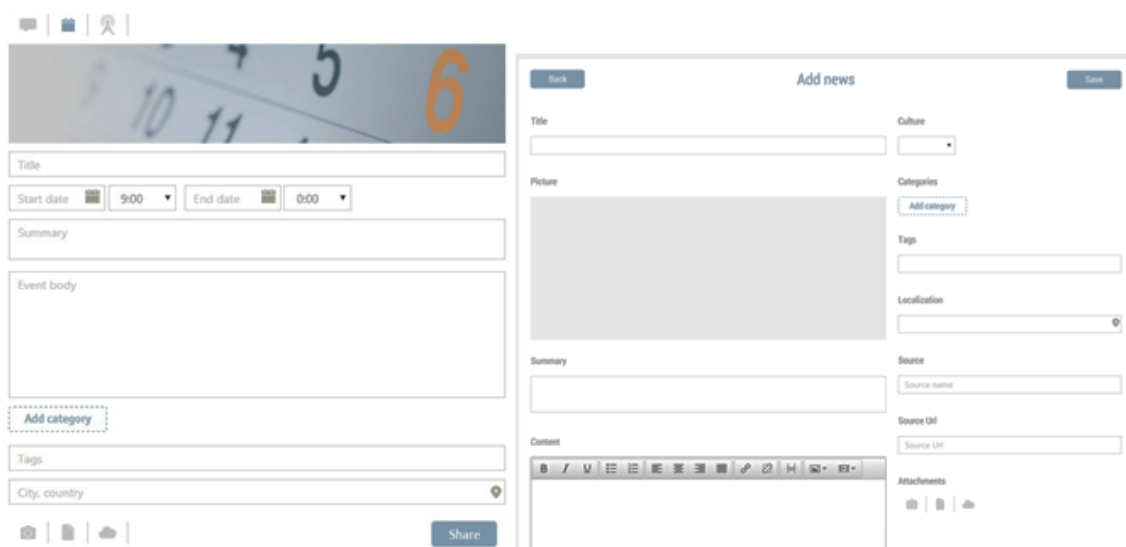 4 5 6
10 11
Title
Start date 9:00 End date 0:00
Summary
Event body
Add category
Tags
City, country
Share
Back Add news Save
Title
Picture
Summary
Content
B I U
Culture
Categories
Add category
Tags
Localization
Source
Source name
Source Url
Source Url
Attachments